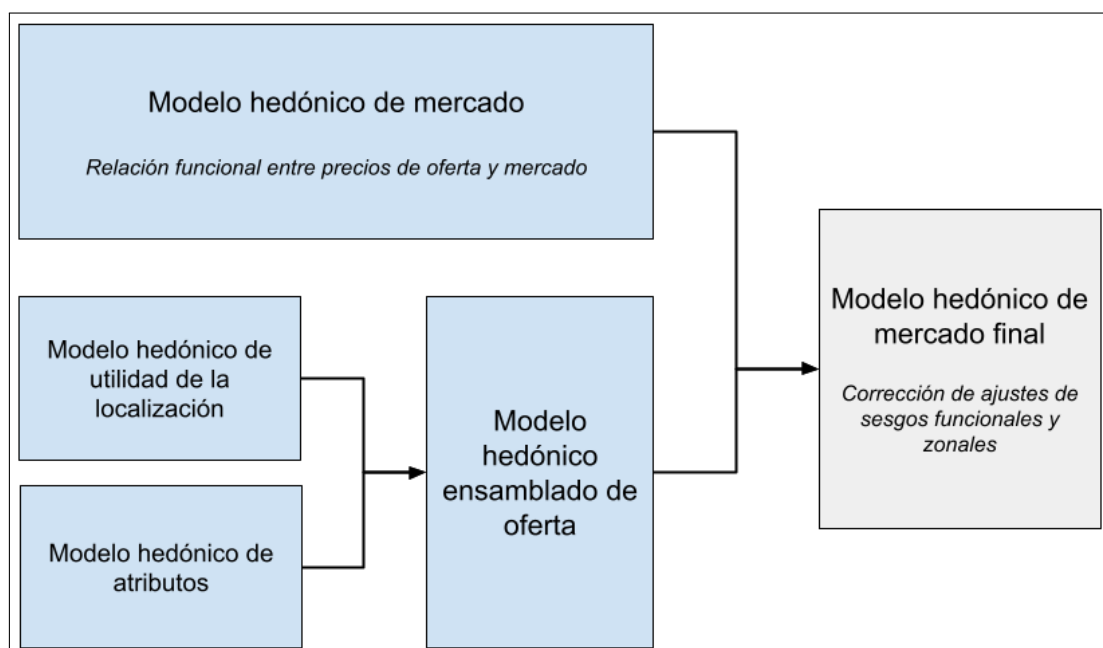 Modelo hedónico de mercado
Relación funcional entre precios de oferta y mercado
Modelo hedónico de
utilidad de la
localización
Modelo hedónico de
atributos
Modelo
hedónico
ensamblado de
oferta
Modelo hedónico de
mercado final
Corrección de ajustes de
sesgos funcionales y
zonales